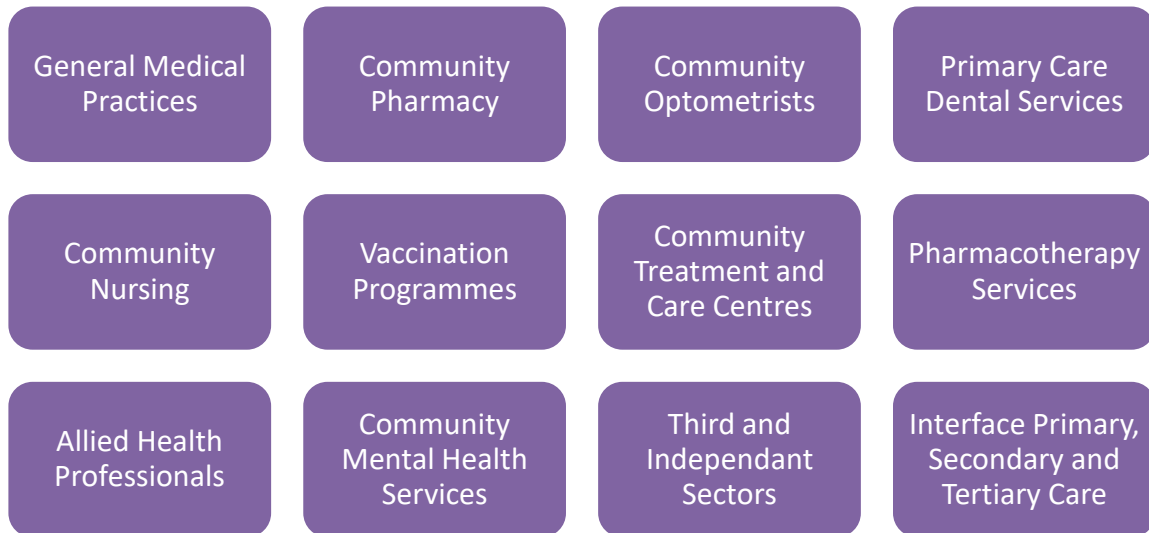 General Medical
Practices
Community
Pharmacy
Community
Optometrists
Primary Care
Dental Services
Community
Nursing
Vaccination
Programmes
Community
Treatment and
Care Centres
Pharmacotherapy
Services
Allied Health
Professionals
Community
Mental Health
Services
Third and
Independant
Sectors
Interface Primary,
Secondary and
Tertiary Care